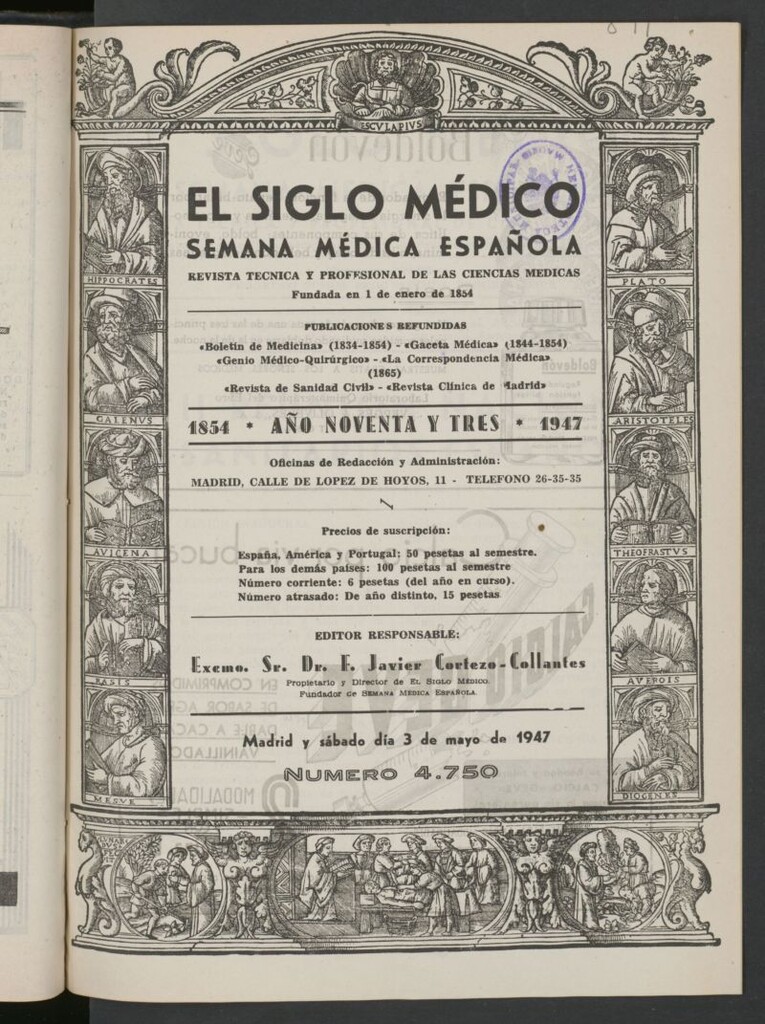 ESCVLAPIVS
EL SIGLO MÉDICO
SEMANA MÉDICA ESPAÑOLA
REVISTA TECNICA Y PROFESIONAL DE LAS CIENCIAS MEDICAS
Fundada en 1 de enero de 1854
PUBLICACIONES REFUNDIDAS
«Boletín de Medicina» (1834-1854) - «Gaceta Médica» (1844-1854)
«Genio Médico-Quirúrgico» - «La Correspondencia Médica»
(1865)
«Revista de Sanidad Civil» - «Revista Clínica de Madrid»
1854 * AÑO NOVENTA Y TRES * 1947
Oficinas de Redacción y Administración:
MADRID, CALLE DE LOPEZ DE HOYOS, 11 - TELEFONO 26-35-35
Precios de suscripción:
España, América y Portugal: 50 pesetas al semestre.
Para los demás países: 100 pesetas al semestre
Número corriente: 6 pesetas (del año en curso).
Número atrasado: De año distinto, 15 pesetas
EDITOR RESPONSABLE:
Excmo. Sr. Dr. F. Javier Cortezo-Collantes
Propietario y Director de EL SIGLO MÉDICO.
Fundador de SEMANA MEDICA ESPAÑOLA.
Madrid y sábado día 3 de mayo de 1947
NUMERO 4.750
HIPPOCRATES
GALENVS
AVICENA
RASIS
MESVE
PLATO
ARISTOTELES
THEOFRASTVS
AVEROIS
DIOGENES